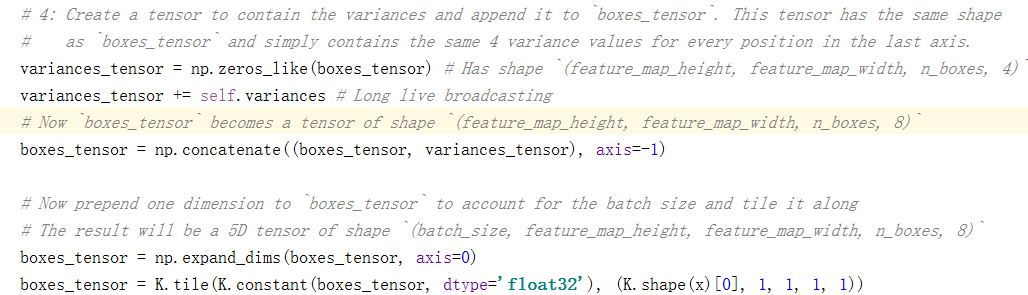 # 4: Create a tensor to contain the variances and append it to `boxes_tensor`. This tensor has the same shape
#    as `boxes_tensor` and simply contains the same 4 variance values for every position in the last axis.
variances_tensor = np.zeros_like(boxes_tensor) # Has shape `(feature_map_height, feature_map_width, n_boxes, 4)`
variances_tensor += self.variances # Long live broadcasting
# Now `boxes_tensor` becomes a tensor of shape `(feature_map_height, feature_map_width, n_boxes, 8)`
boxes_tensor = np.concatenate((boxes_tensor, variances_tensor), axis=-1)

# Now prepend one dimension to `boxes_tensor` to account for the batch size and tile it along
# The result will be a 5D tensor of shape `(batch_size, feature_map_height, feature_map_width, n_boxes, 8)`
boxes_tensor = np.expand_dims(boxes_tensor, axis=0)
boxes_tensor = K.tile(K.constant(boxes_tensor, dtype='float32'), (K.shape(x)[0], 1, 1, 1, 1))